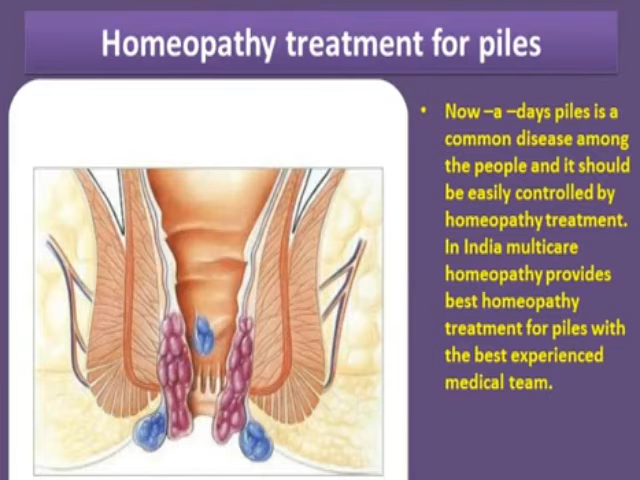 Homeopathy treatment for piles
• Now –a –days piles is a
common disease among
the people and it should
be easily controlled by
homeopathy treatment.
In India multicare
homeopathy provides
best homeopathy
treatment for piles with
the best experienced
medical team.